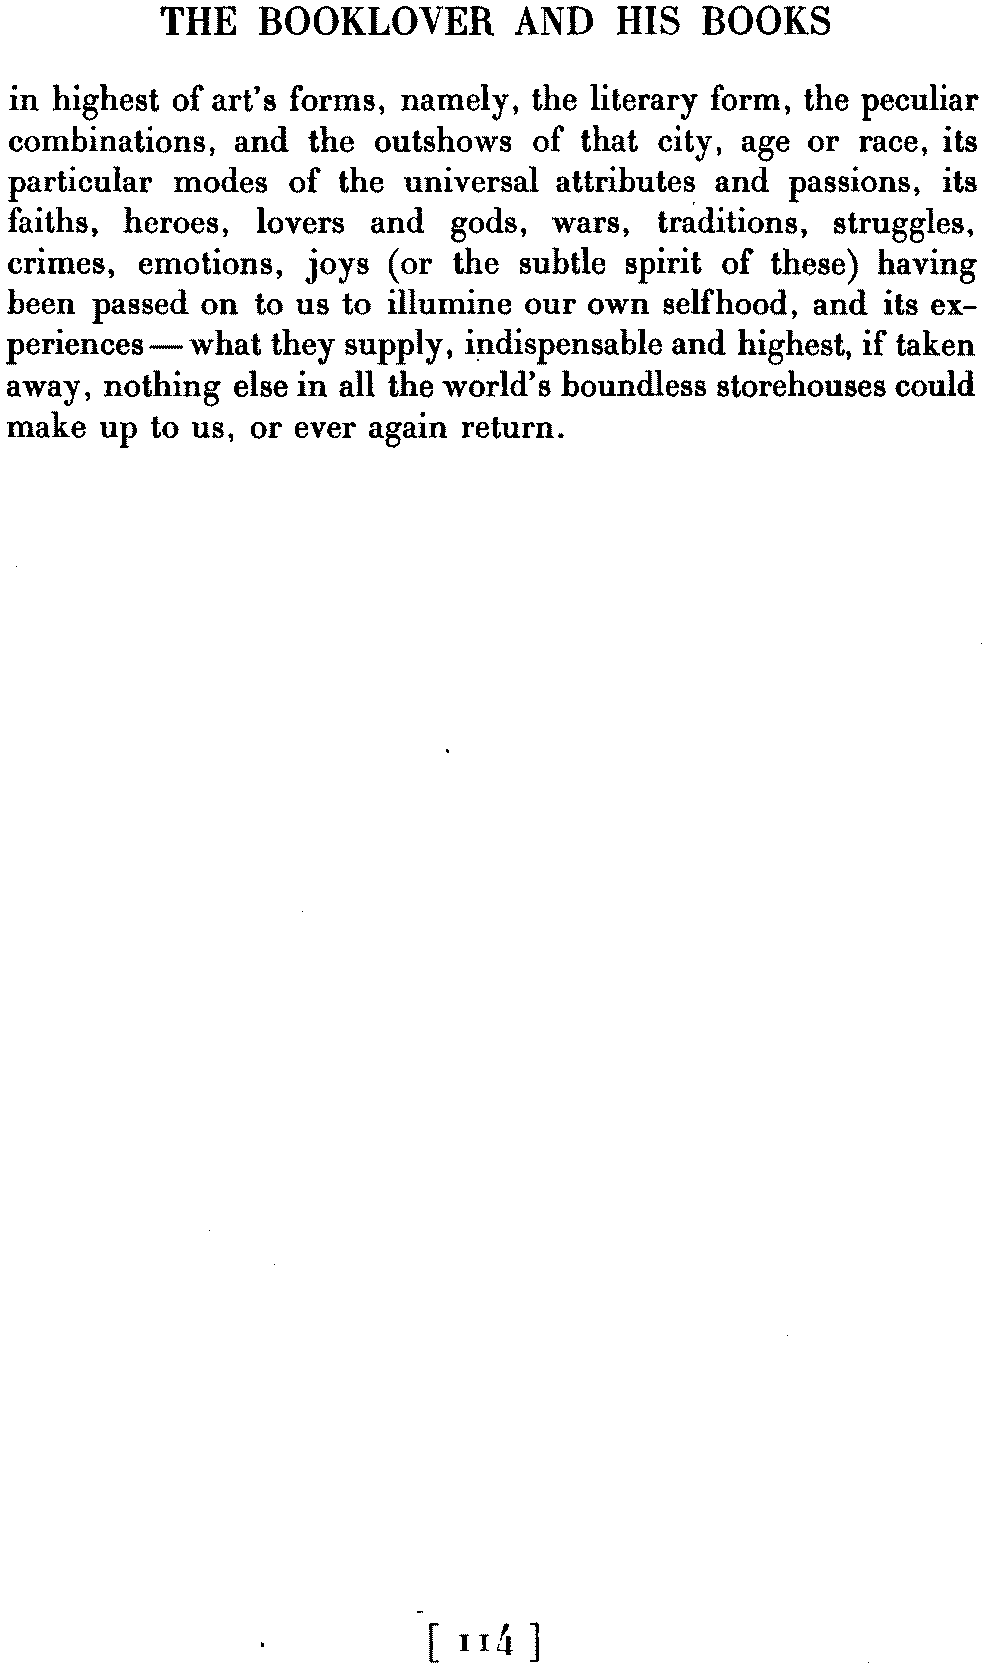 THE BOOKLOVER AND HIS BOOKS
in highest of art's forms, namely, the literary form, the peculiar
combinations, and the outshows of that city, age or race, its
particular modes of the universal attributes and passions, its
faiths, heroes, lovers and gods, wars, traditions, struggles,
crimes, emotions, joys (or the subtle spirit of these) having
been passed on to us to illumine our own selfhood, and its ex-
periences—what they supply, indispensable and highest, if taken
away, nothing else in all the world's boundless storehouses could
make up to us, or ever again return.
[ 114 ]